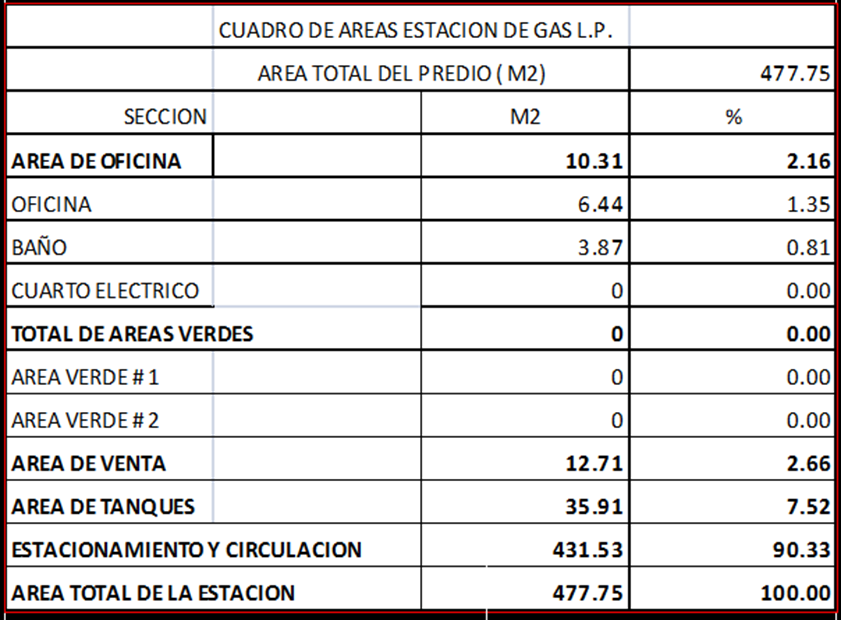 CUADRO DE AREAS ESTACION DE GAS L.P.
AREA TOTAL DEL PREDIO ( M2) 477.75
SECCION M2 %
AREA DE OFICINA 10.31 2.16
OFICINA 6.44 1.35
BAÑO 3.87 0.81
CUARTO ELECTRICO 0 0.00
TOTAL DE AREAS VERDES 0 0.00
AREA VERDE # 1 0 0.00
AREA VERDE # 2 0 0.00
AREA DE VENTA 12.71 2.66
AREA DE TANQUES 35.91 7.52
ESTACIONAMIENTO Y CIRCULACION 431.53 90.33
AREA TOTAL DE LA ESTACION 477.75 100.00